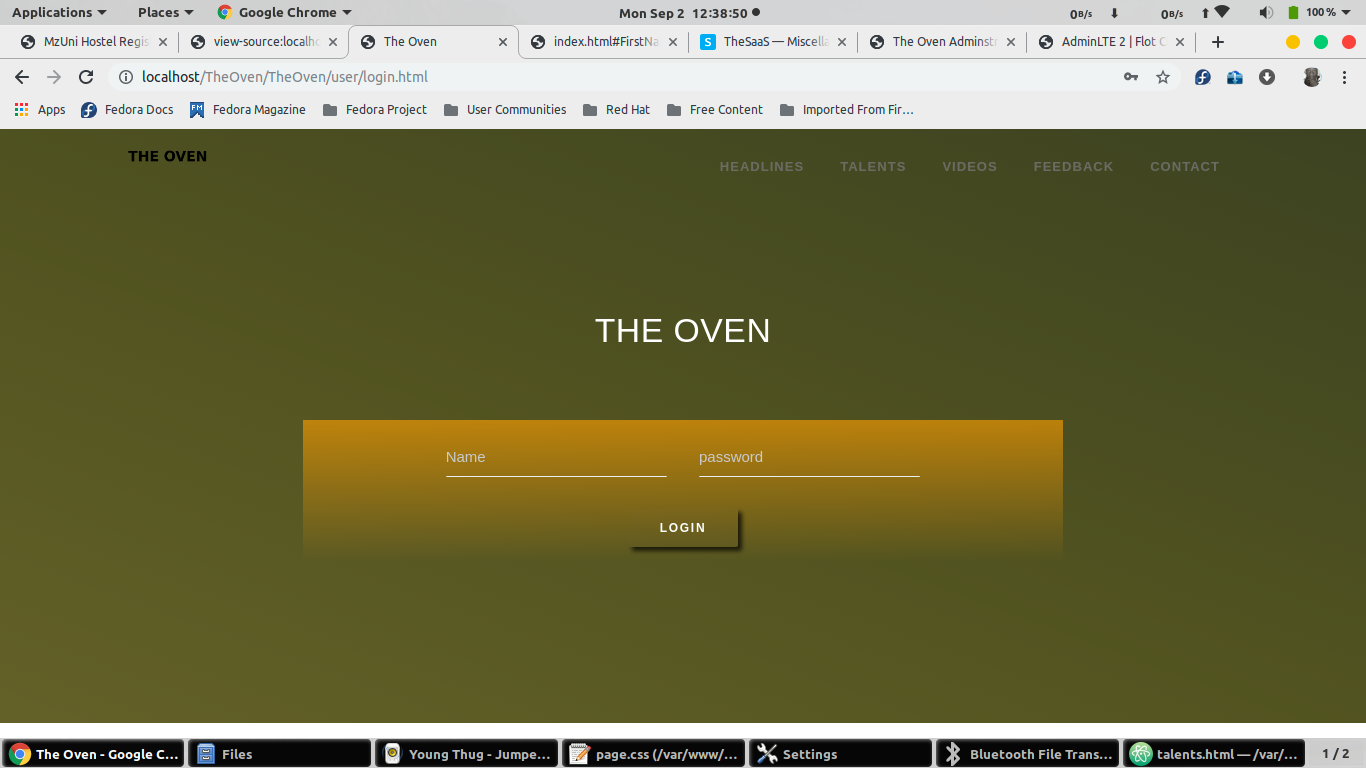 Applications Places Google Chrome Mon Sep 2 12:38:50 0B/s 0B/s 100%
MzUni Hostel Regis view-source:localho The Oven index.html#FirstNa TheSaaS — Miscella The Oven Adminstr AdminLTE 2 | Flot C
localhost/TheOven/TheOven/user/login.html
Apps Fedora Docs FM Fedora Magazine Fedora Project User Communities Red Hat Free Content Imported From Fir…
THE OVEN
HEADLINES TALENTS VIDEOS FEEDBACK CONTACT
THE OVEN
Name password
LOGIN
The Oven - Google C… Files Young Thug - Jumpe… page.css (/var/www/… Settings Bluetooth File Trans… talents.html — /var/… 1 / 2